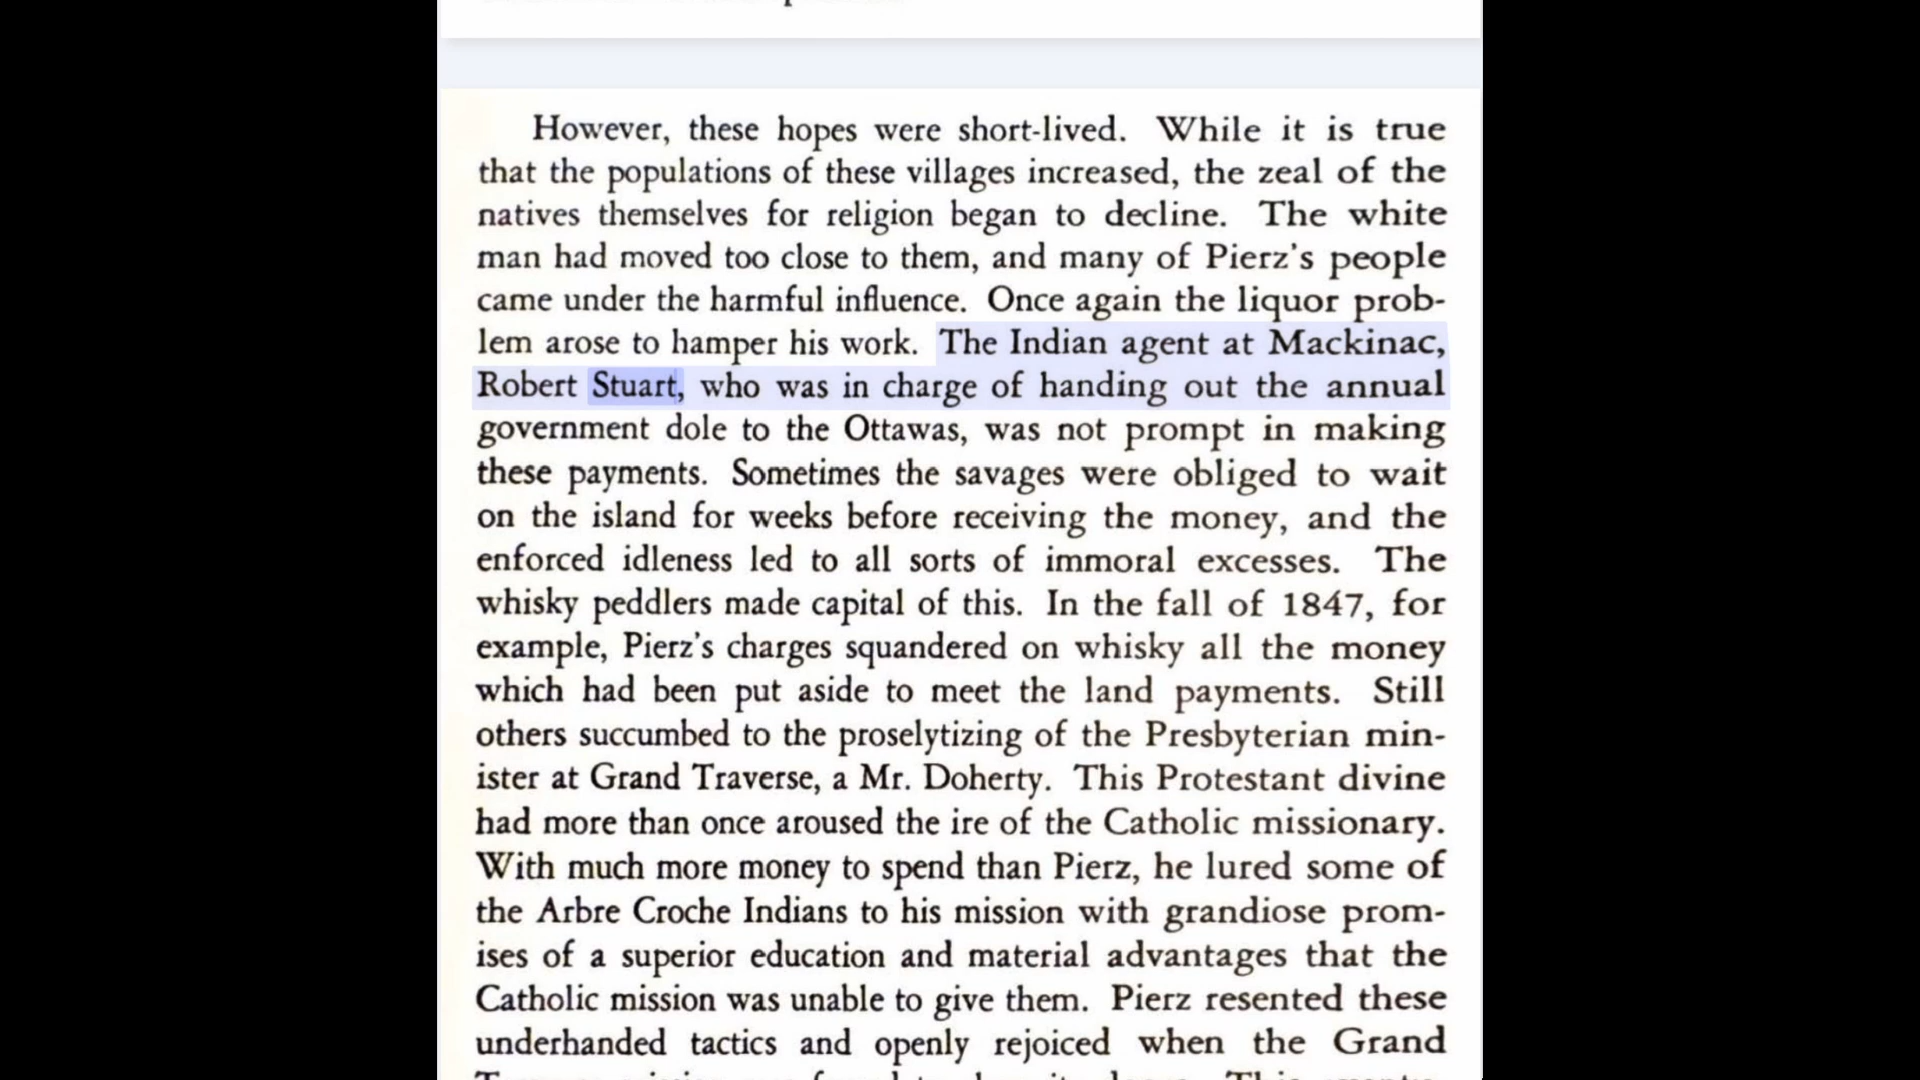 However, these hopes were short-lived. While it is true
that the populations of these villages increased, the zeal of the
natives themselves for religion began to decline. The white
man had moved too close to them, and many of Pierz's people
came under the harmful influence. Once again the liquor prob-
lem arose to hamper his work. The Indian agent at Mackinac,
Robert Stuart, who was in charge of handing out the annual
government dole to the Ottawas, was not prompt in making
these payments. Sometimes the savages were obliged to wait
on the island for weeks before receiving the money, and the
enforced idleness led to all sorts of immoral excesses. The
whisky peddlers made capital of this. In the fall of 1847, for
example, Pierz's charges squandered on whisky all the money
which had been put aside to meet the land payments. Still
others succumbed to the proselytizing of the Presbyterian min-
ister at Grand Traverse, a Mr. Doherty. This Protestant divine
had more than once aroused the ire of the Catholic missionary.
With much more money to spend than Pierz, he lured some of
the Arbre Croche Indians to his mission with grandiose prom-
ises of a superior education and material advantages that the
Catholic mission was unable to give them. Pierz resented these
underhanded tactics and openly rejoiced when the Grand